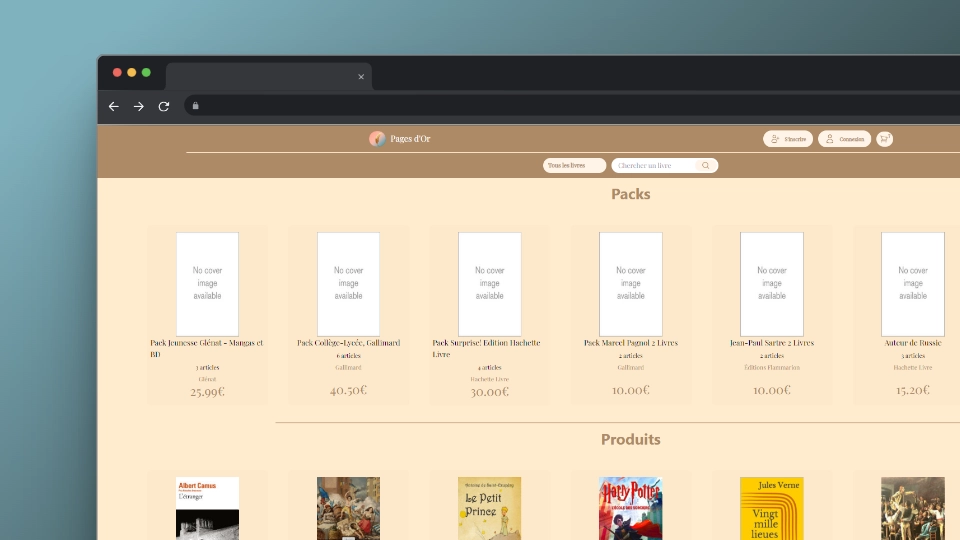 Pages d'Or
S'inscrire
Connexion
Tous les livres
Chercher un livre
Packs
No cover
image
available
No cover
image
available
No cover
image
available
No cover
image
available
No cover
image
available
No cover
image
available
Pack Jeunesse Glénat - Mangas et
BD
articles
Glénat
25.99€
Pack Collège-Lycée, Gallimard
6 articles
Gallimard
40.50€
Pack Surprise! Edition Hachette
Livre
4 articles
Hachette Livre
30.00€
Pack Marcel Pagnol 2 Livres
2 articles
Gallimard
10.00€
Jean-Paul Sartre 2 Livres
2 articles
Éditions Flammarion
10.00€
Auteur de Russie
3 articles
Hachette Livre
15.20€
Produits
Albert Camus
L'étranger
Antoine de Saint-Exupéry
Le Petit
Prince
Harry Potter
À L'ÉCOLE DES SORCIERS
Jules Verne
Vingt
mille
lieues